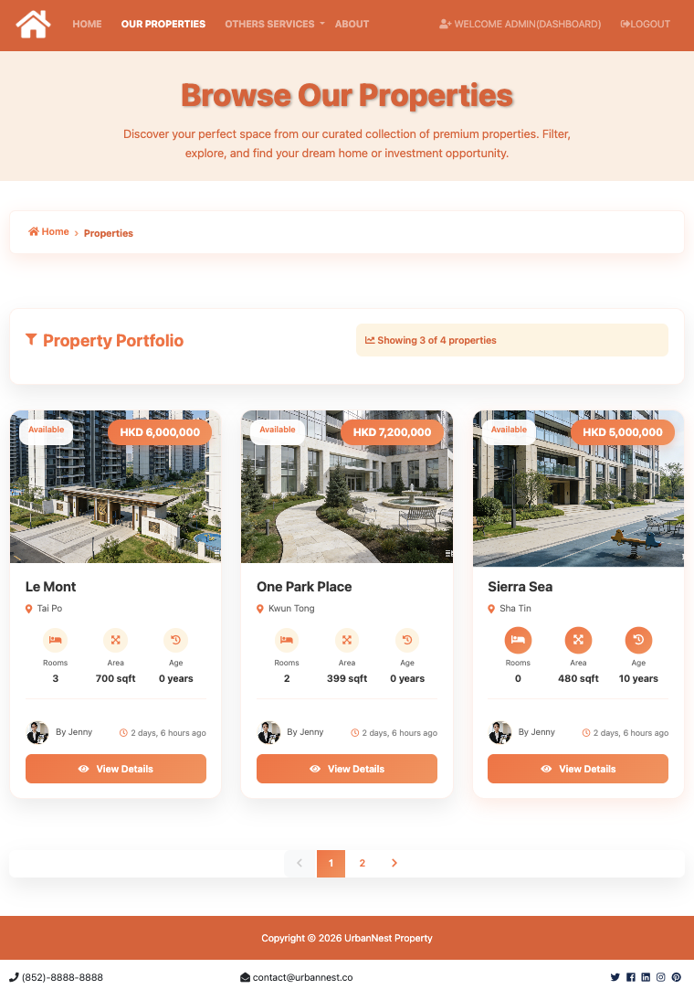 HOME OUR PROPERTIES OTHERS SERVICES ABOUT WELCOME ADMIN(DASHBOARD) LOGOUT
Browse Our Properties
Discover your perfect space from our curated collection of premium properties. Filter,
explore, and find your dream home or investment opportunity.
Home › Properties
Property Portfolio
Showing 3 of 4 properties
Available HKD 6,000,000
Le Mont
Tai Po
Rooms Area Age
3 700 sqft 0 years
By Jenny 2 days, 6 hours ago
View Details
Available HKD 7,200,000
One Park Place
Kwun Tong
Rooms Area Age
2 399 sqft 0 years
By Jenny 2 days, 6 hours ago
View Details
Available HKD 5,000,000
Sierra Sea
Sha Tin
Rooms Area Age
0 480 sqft 10 years
By Jenny 2 days, 6 hours ago
View Details
1 2
Copyright © 2026 UrbanNest Property
(852)-8888-8888 contact@urbannest.co